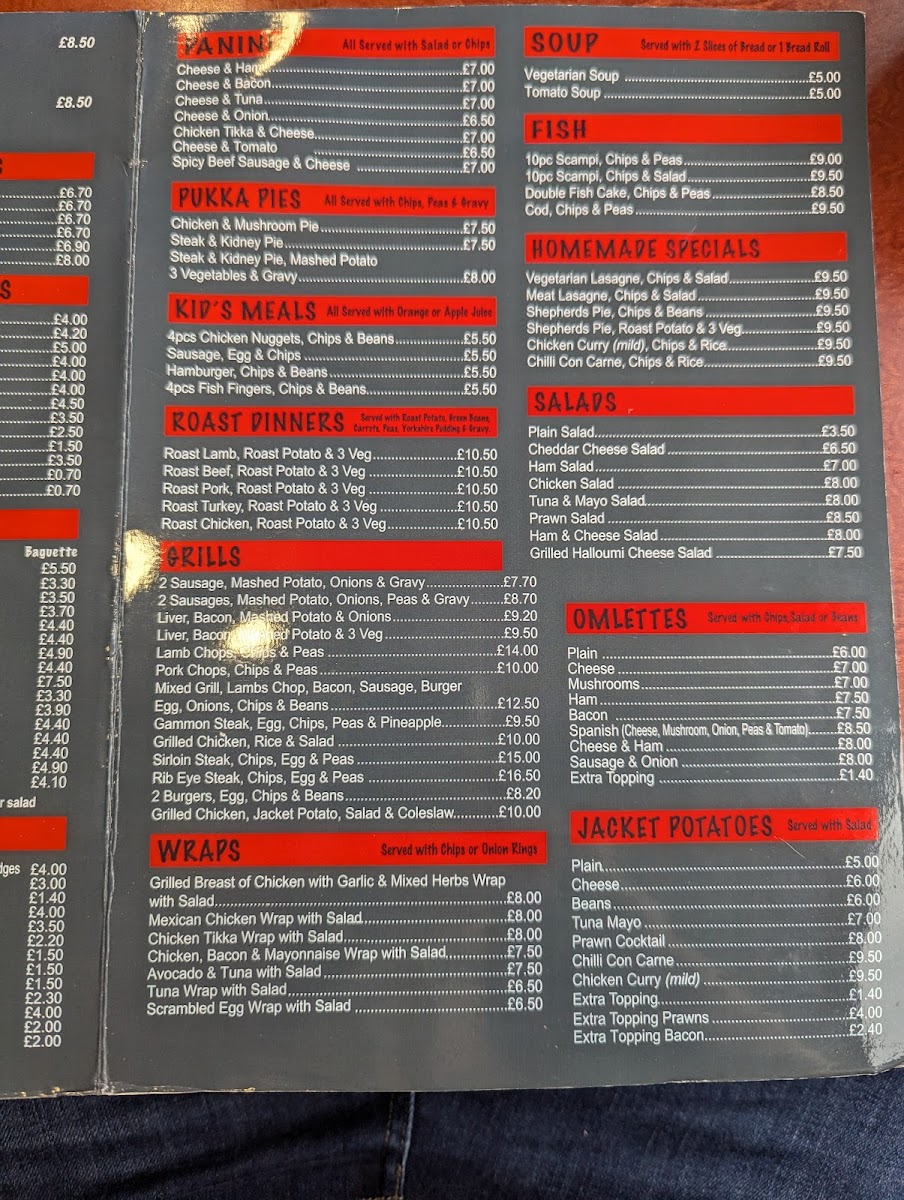 £8.50
£8.50
S
£6.70
£6.70
£6.70
£6.70
£6.90
£8.00
S
£4.00
£4.20
£5.00
£4.00
£4.00
£4.00
£4.50
£3.50
£2.50
£1.50
£3.50
£0.70
£0.70
Baguette
£5.50
£3.30
£3.50
£3.70
£4.40
£4.40
£4.90
£4.40
£7.50
£3.30
£3.90
£4.40
£4.40
£4.40
£4.90
£4.10
r salad
dges £4.00
£3.00
£1.40
£4.00
£3.50
£2.20
£1.50
£1.50
£1.50
£2.30
£4.00
£2.00
£2.00
PANINI All Served with Salad or Chips
Cheese & Ham £7.00
Cheese & Bacon £7.00
Cheese & Tuna £7.00
Cheese & Onion £6.50
Chicken Tikka & Cheese £7.00
Cheese & Tomato £6.50
Spicy Beef Sausage & Cheese £7.00
PUKKA PIES All Served with Chips, Peas & Gravy
Chicken & Mushroom Pie £7.50
Steak & Kidney Pie £7.50
Steak & Kidney Pie, Mashed Potato
3 Vegetables & Gravy £8.00
KID'S MEALS All Served with Orange or Apple Juice
4pcs Chicken Nuggets, Chips & Beans £5.50
Sausage, Egg & Chips £5.50
Hamburger, Chips & Beans £5.50
4pcs Fish Fingers, Chips & Beans £5.50
ROAST DINNERS Served with Roast Potato, Green Beans,
Carrots, Peas, Yorkshire Pudding & Gravy.
Roast Lamb, Roast Potato & 3 Veg £10.50
Roast Beef, Roast Potato & 3 Veg £10.50
Roast Pork, Roast Potato & 3 Veg £10.50
Roast Turkey, Roast Potato & 3 Veg £10.50
Roast Chicken, Roast Potato & 3 Veg £10.50
GRILLS
2 Sausage, Mashed Potato, Onions & Gravy £7.70
2 Sausages, Mashed Potato, Onions, Peas & Gravy £8.70
Liver, Bacon, Mashed Potato & Onions £9.20
Liver, Bacon, Mashed Potato & 3 Veg £9.50
Lamb Chops, Chips & Peas £14.00
Pork Chops, Chips & Peas £10.00
Mixed Grill, Lambs Chop, Bacon, Sausage, Burger
Egg, Onions, Chips & Beans £12.50
Gammon Steak, Egg, Chips, Peas & Pineapple £9.50
Grilled Chicken, Rice & Salad £10.00
Sirloin Steak, Chips, Egg & Peas £15.00
Rib Eye Steak, Chips, Egg & Peas £16.50
2 Burgers, Egg, Chips & Beans £8.20
Grilled Chicken, Jacket Potato, Salad & Coleslaw £10.00
WRAPS Served with Chips or Onion Rings
Grilled Breast of Chicken with Garlic & Mixed Herbs Wrap
with Salad £8.00
Mexican Chicken Wrap with Salad £8.00
Chicken Tikka Wrap with Salad £8.00
Chicken, Bacon & Mayonnaise Wrap with Salad £7.50
Avocado & Tuna with Salad £7.50
Tuna Wrap with Salad £6.50
Scrambled Egg Wrap with Salad £6.50
SOUP Served with 2 Slices of Bread or 1 Bread Roll
Vegetarian Soup £5.00
Tomato Soup £5.00
FISH
10pc Scampi, Chips & Peas £9.00
10pc Scampi, Chips & Salad £9.50
Double Fish Cake, Chips & Peas £8.50
Cod, Chips & Peas £9.50
HOMEMADE SPECIALS
Vegetarian Lasagne, Chips & Salad £9.50
Meat Lasagne, Chips & Salad £9.50
Shepherds Pie, Chips & Beans £9.50
Shepherds Pie, Roast Potato & 3 Veg £9.50
Chicken Curry (mild), Chips & Rice £9.50
Chilli Con Carne, Chips & Rice £9.50
SALADS
Plain Salad £3.50
Cheddar Cheese Salad £6.50
Ham Salad £7.00
Chicken Salad £8.00
Tuna & Mayo Salad £8.00
Prawn Salad £8.50
Ham & Cheese Salad £8.00
Grilled Halloumi Cheese Salad £7.50
OMLETTES Served with Chips, Salad or Beans
Plain £6.00
Cheese £7.00
Mushrooms £7.00
Ham £7.50
Bacon £7.50
Spanish (Cheese, Mushroom, Onion, Peas & Tomato) £8.50
Cheese & Ham £8.00
Sausage & Onion £8.00
Extra Topping £1.40
JACKET POTATOES Served with Salad
Plain £5.00
Cheese £6.00
Beans £6.00
Tuna Mayo £7.00
Prawn Cocktail £8.00
Chilli Con Carne £9.50
Chicken Curry (mild) £9.50
Extra Topping £1.40
Extra Topping Prawns £4.00
Extra Topping Bacon £2.40